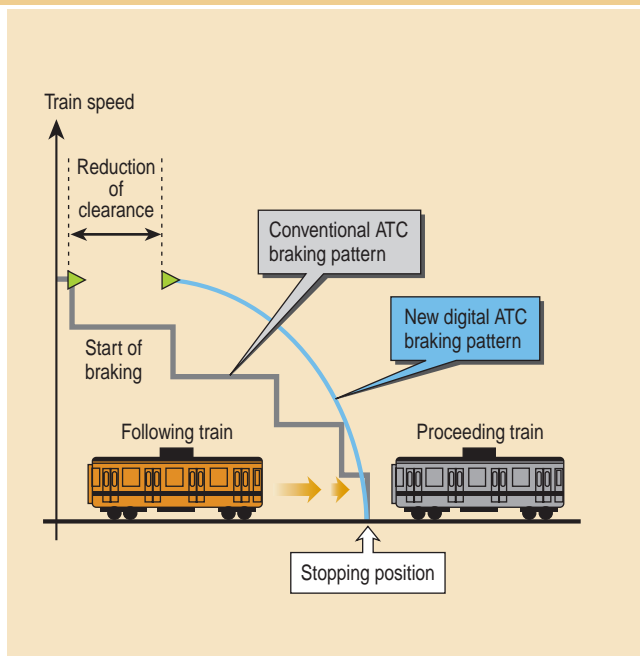 Train speed
Reduction
of
clearance
Conventional ATC
braking pattern
New digital ATC
braking pattern
Start of
braking
Following train
Proceeding train
Stopping position